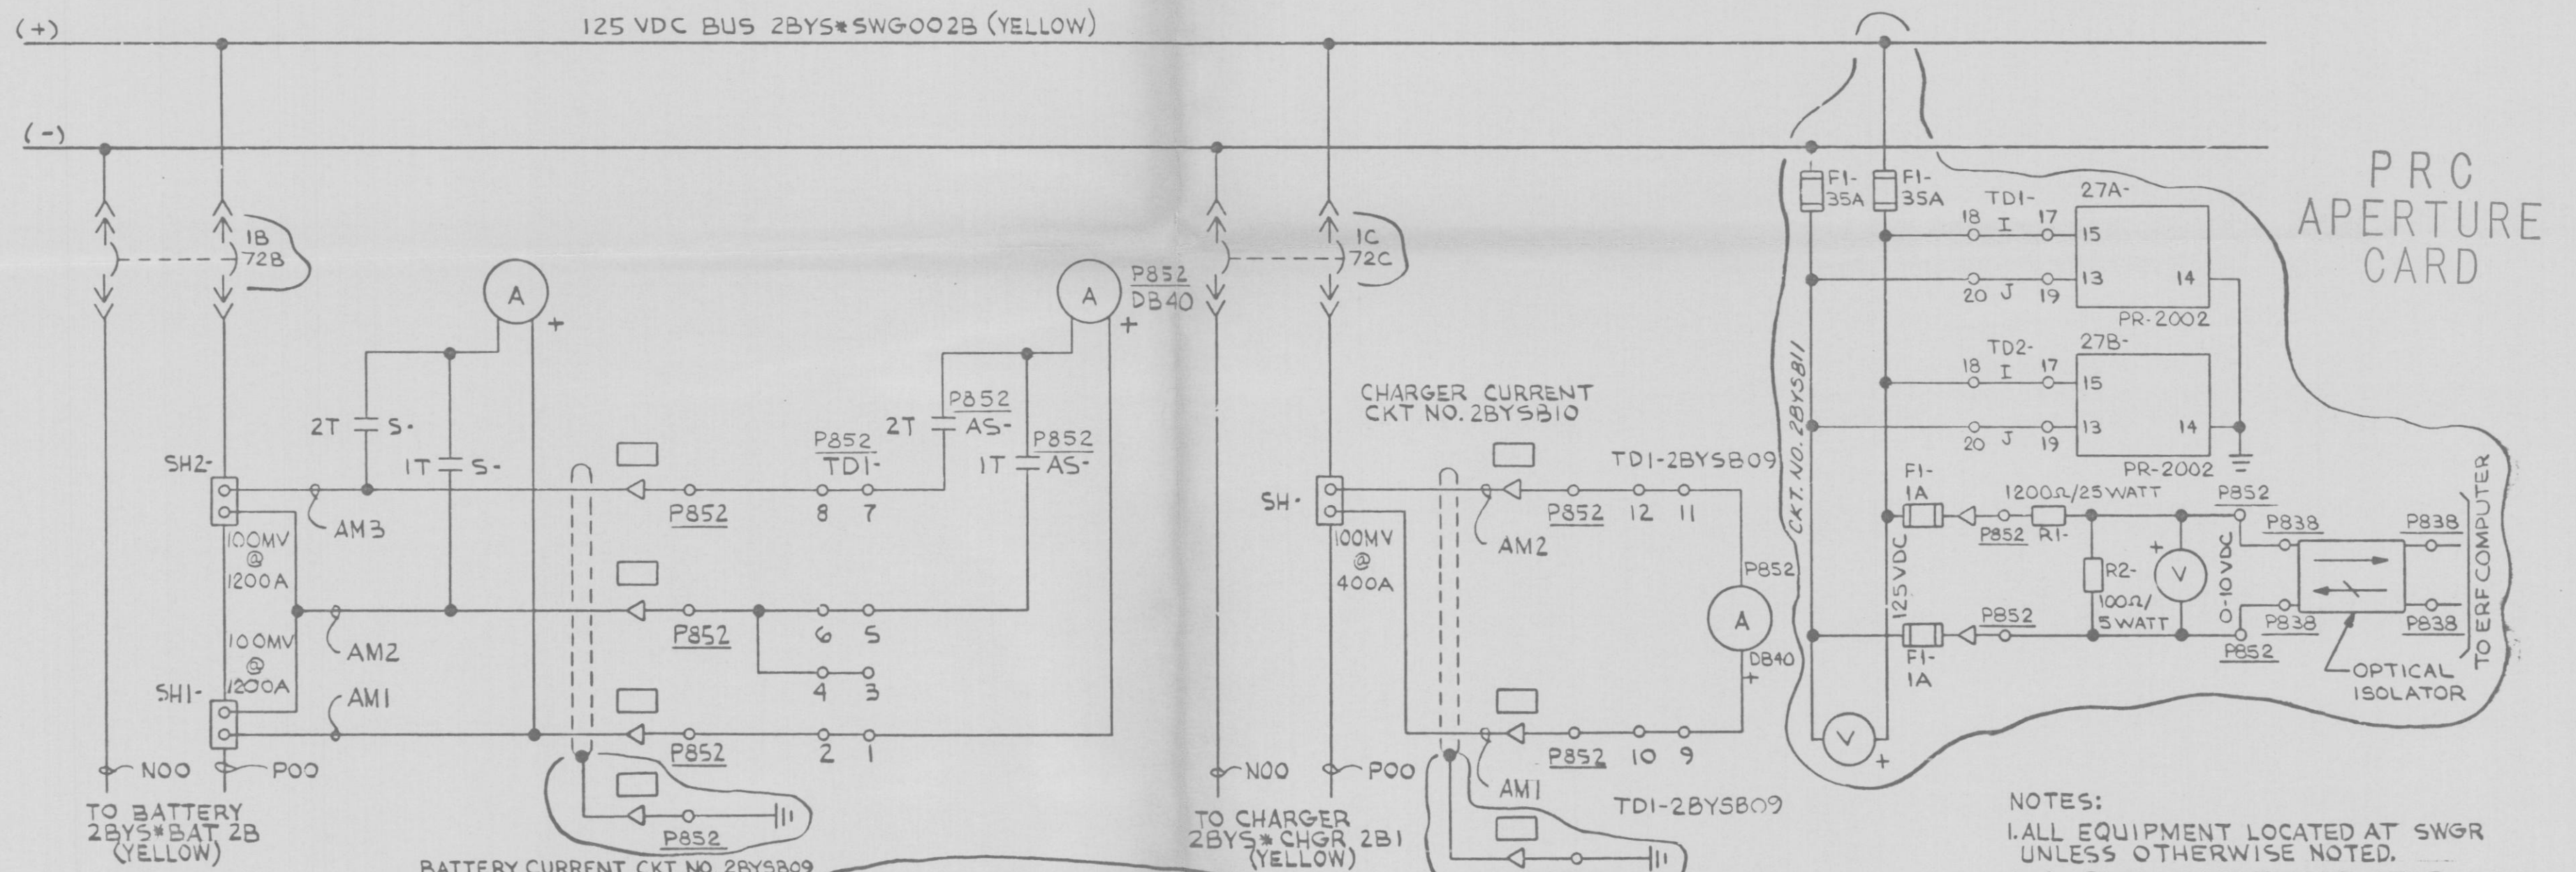 125 VDC BUS 2BYS*SWG002B (YELLOW)
(+)
(-)
1B
72B
A
+
2T S-
1T S-
SH2-
AM3
100MV
@
1200A
AM2
100MV
@
1200A
SH1-
AM1
N00
P00
TO BATTERY
2BYS*BAT 2B
(YELLOW)
P852
8 7
P852
TD1-
2T
P852
AS-
1T
P852
AS-
A
+
P852
DB40
P852
6 5
4 3
P852
2 1
P852
BATTERY CURRENT CKT NO. 2BYSB09
1C
72C
CHARGER CURRENT
CKT NO. 2BYSB10
SH-
100MV
@
400A
AM2
P852
12 11
TD1-2BYSB09
P852
A
DB40
+
AM1
P852
10 9
TD1-2BYSB09
N00
P00
TO CHARGER
2BYS*CHGR 2B1
(YELLOW)
F1-
35A
F1-
35A
TD1-
18 I 17
20 J 19
27A-
15
13 14
PR-2002
TD2-
18 I 17
20 J 19
27B-
15
13 14
PR-2002
CKT. NO. 2BYSB11
125 VDC
F1-
1A
P852
1200Ω/25WATT
R1-
R2-
100Ω/
5 WATT
+
V
0-10VDC
P852
P838
P838
P838
P838
TO ERF COMPUTER
F1-
1A
P852
P852
OPTICAL
ISOLATOR
V
+
PRC
APERTURE
CARD
NOTES:
1. ALL EQUIPMENT LOCATED AT SWGR
UNLESS OTHERWISE NOTED.